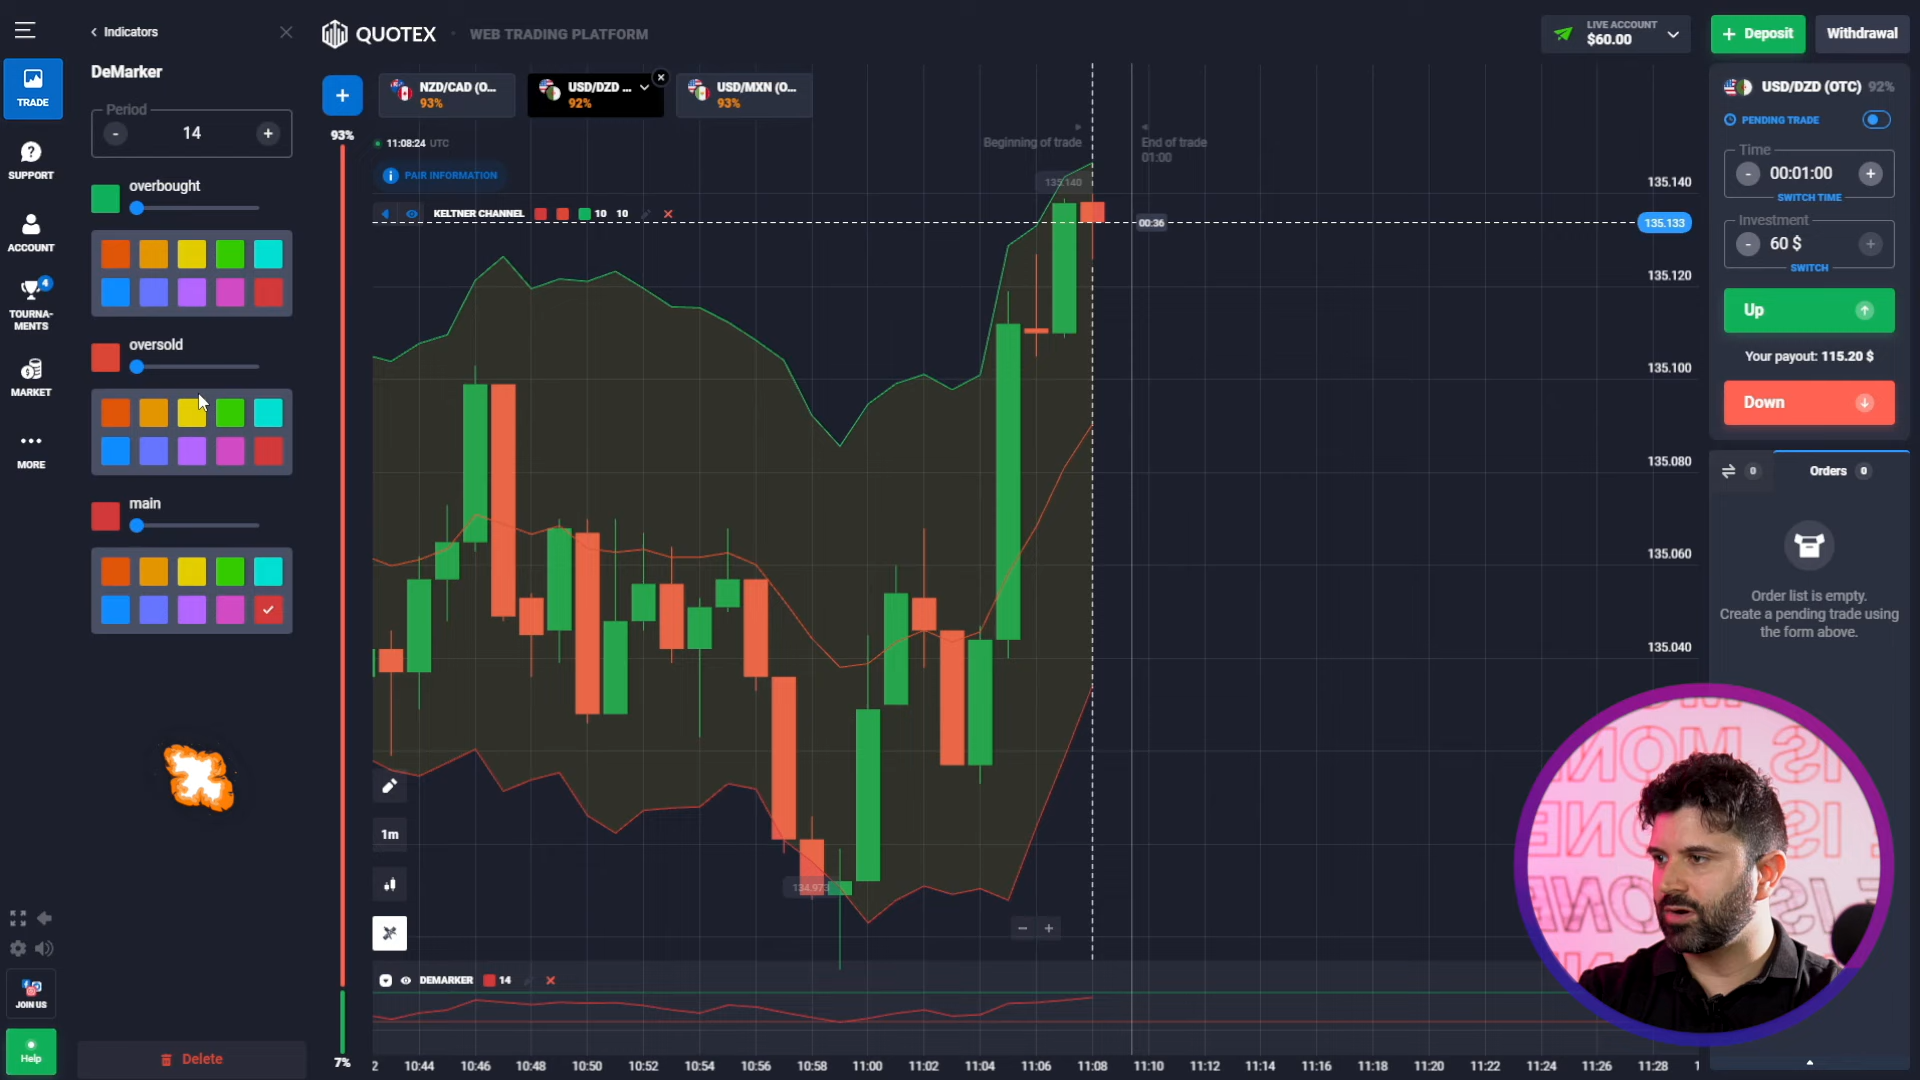 Indicators
DeMarker
Period
- 14 +
overbought
oversold
main
Delete
TRADE
SUPPORT
ACCOUNT
4
TOURNA-
MENTS
MARKET
MORE
JOIN US
Help
QUOTEX
WEB TRADING PLATFORM
LIVE ACCOUNT
$60.00
+ Deposit
Withdrawal
+
NZD/CAD (O...
93%
USD/DZD ...
92%
USD/MXN (O...
93%
93%
7%
11:08:24 UTC
PAIR INFORMATION
KELTNER CHANNEL 10 10
Beginning of trade
End of trade
01:00
135.140
00:36
134.973
135.140
135.133
135.120
135.100
135.080
135.060
135.040
1m
DEMARKER 14
2 10:44 10:46 10:48 10:50 10:52 10:54 10:56 10:58 11:00 11:02 11:04 11:06 11:08 11:10 11:12 11:14 11:16 11:18 11:20 11:22 11:24 11:26 11:28 1
USD/DZD (OTC) 92%
PENDING TRADE
Time
- 00:01:00 +
SWITCH TIME
Investment
- 60 $ +
SWITCH
Up
Your payout: 115.20 $
Down
0
Orders 0
Order list is empty.
Create a pending trade using
the form above.